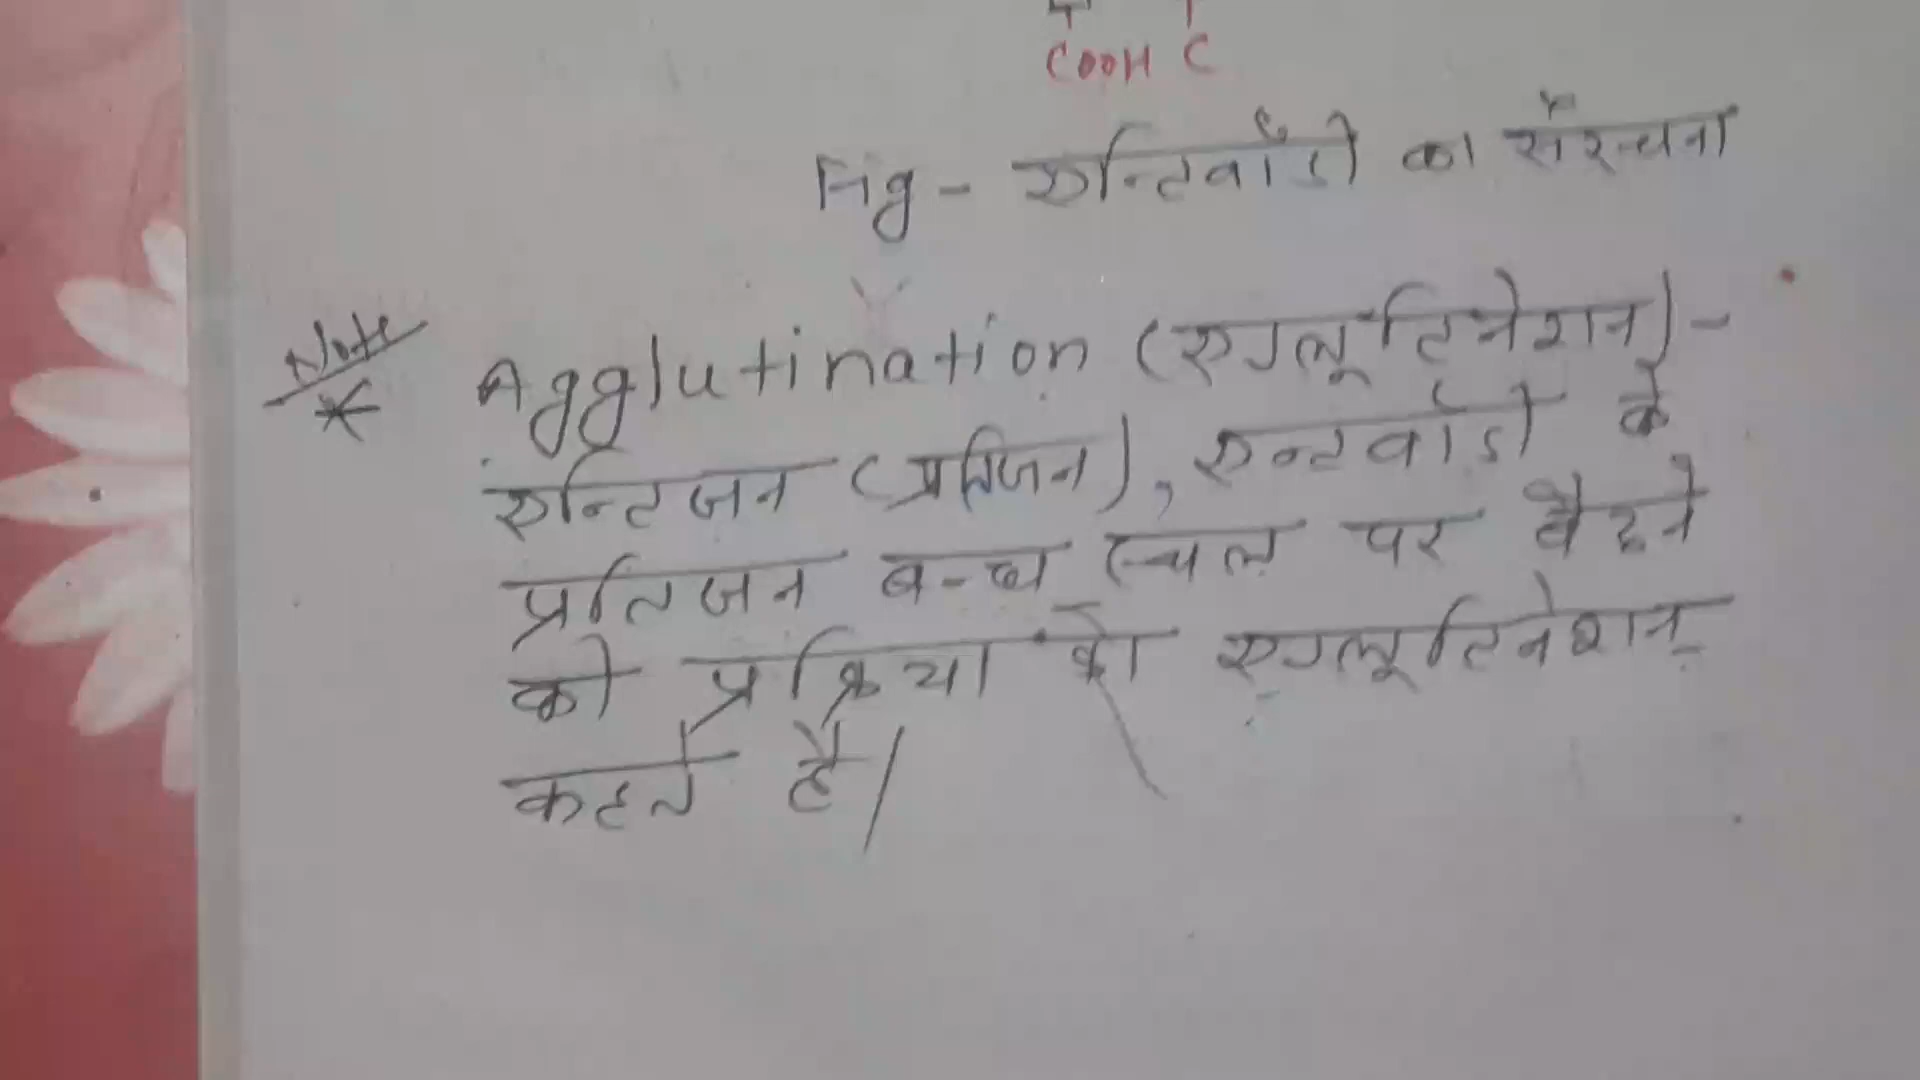 COOH C
Fig - एन्टिबॉडी का संरचना
Note
* Agglutination (एग्लूटिनेशन) -
एन्टिजन (प्रतिजन), एन्टबॉडी के
प्रतिजन बन्ध स्थल पर बैठने
की प्रक्रिया को एग्लूटिनेशन
कहते है।